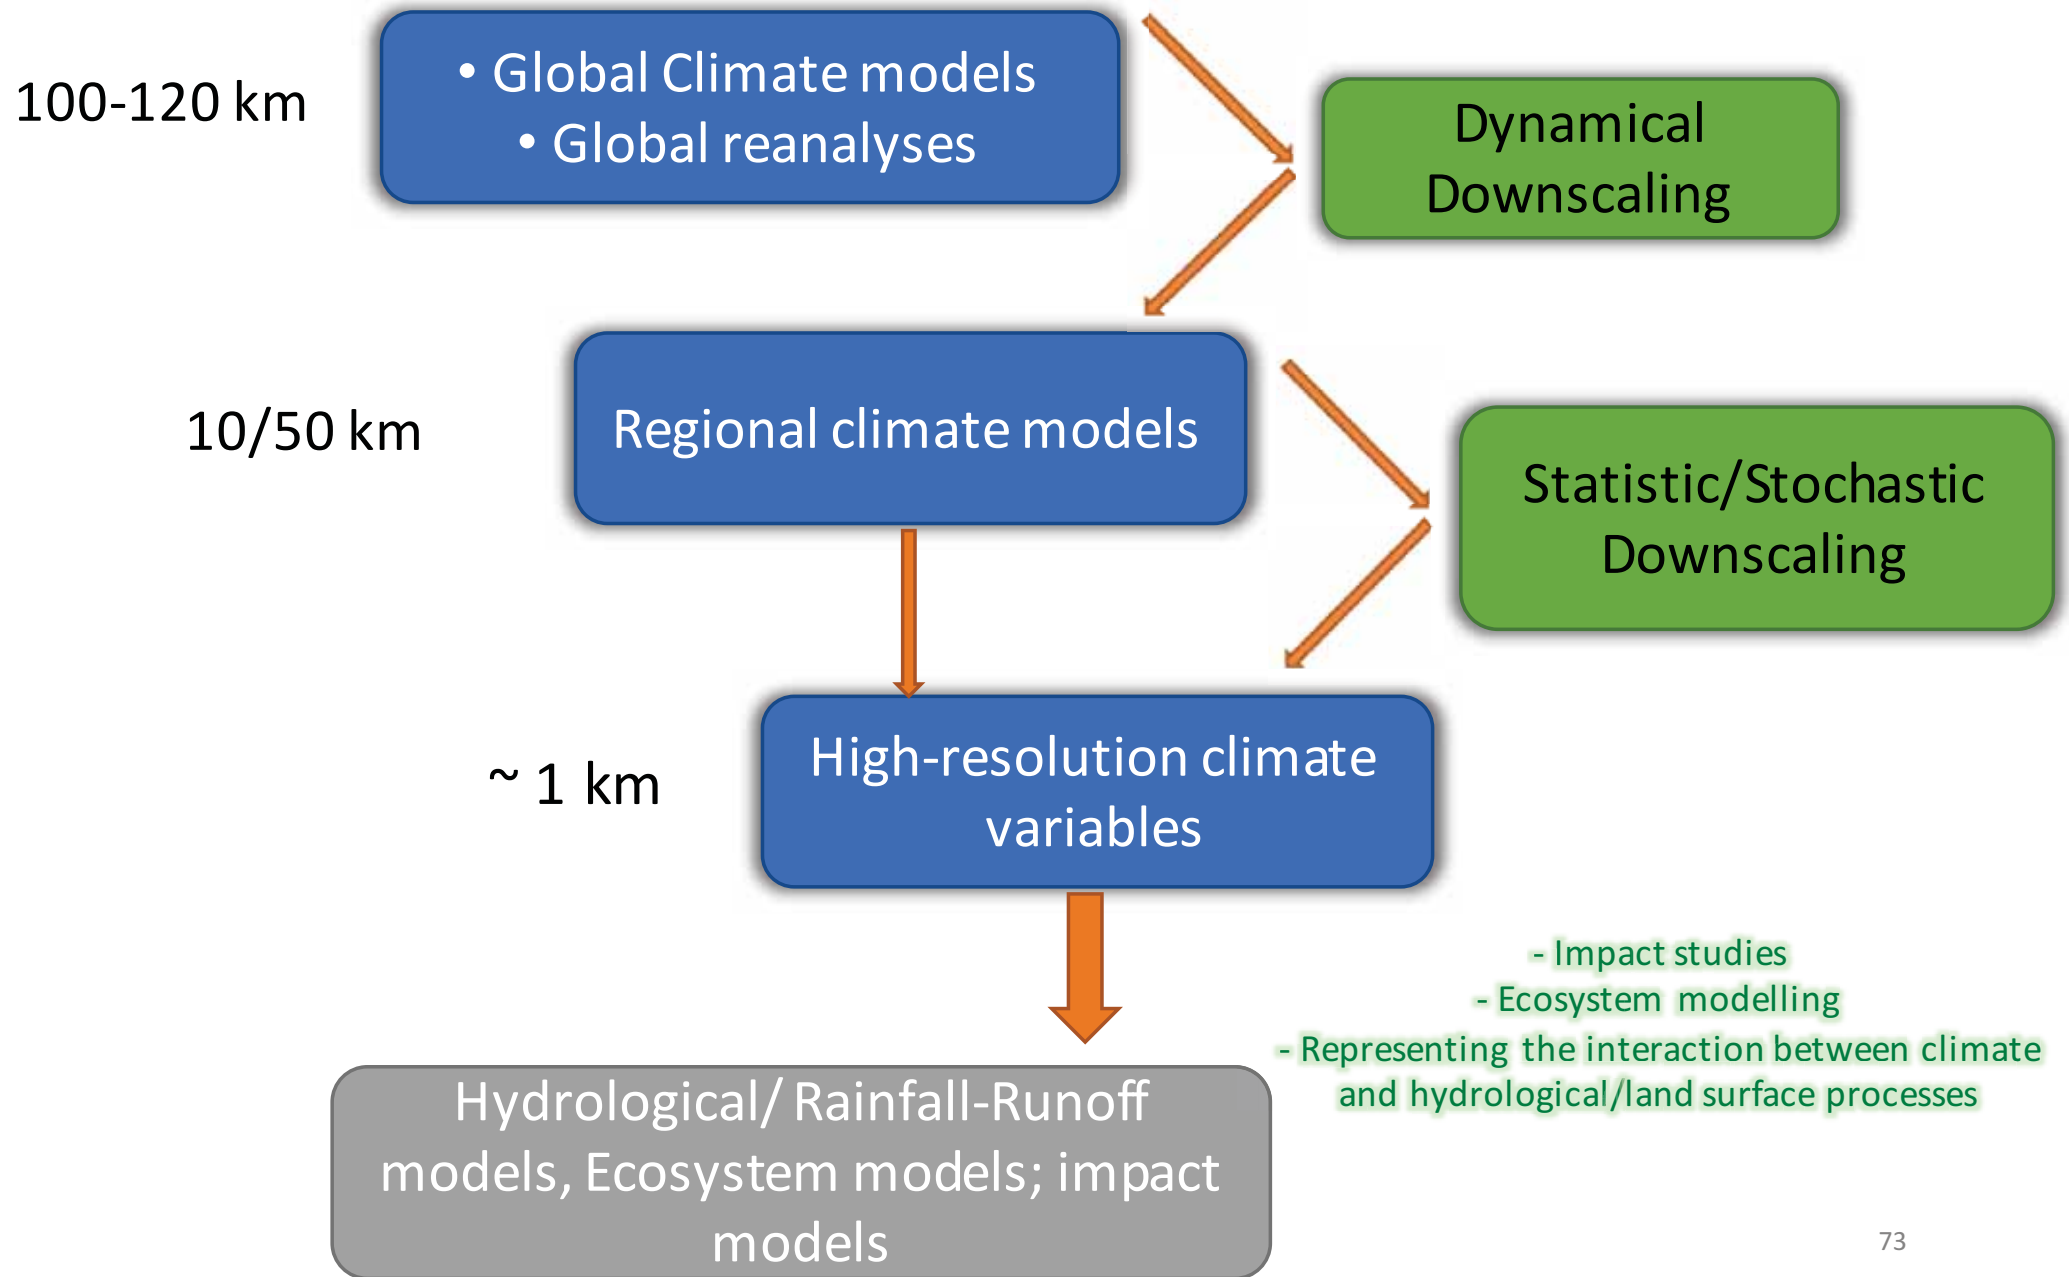 100-120 km
• Global Climate models
• Global reanalyses
Dynamical
Downscaling
10/50 km
Regional climate models
Statistic/Stochastic
Downscaling
~ 1 km
High-resolution climate
variables
- Impact studies
- Ecosystem modelling
- Representing the interaction between climate
and hydrological/land surface processes
Hydrological/ Rainfall-Runoff
models, Ecosystem models; impact
models
73